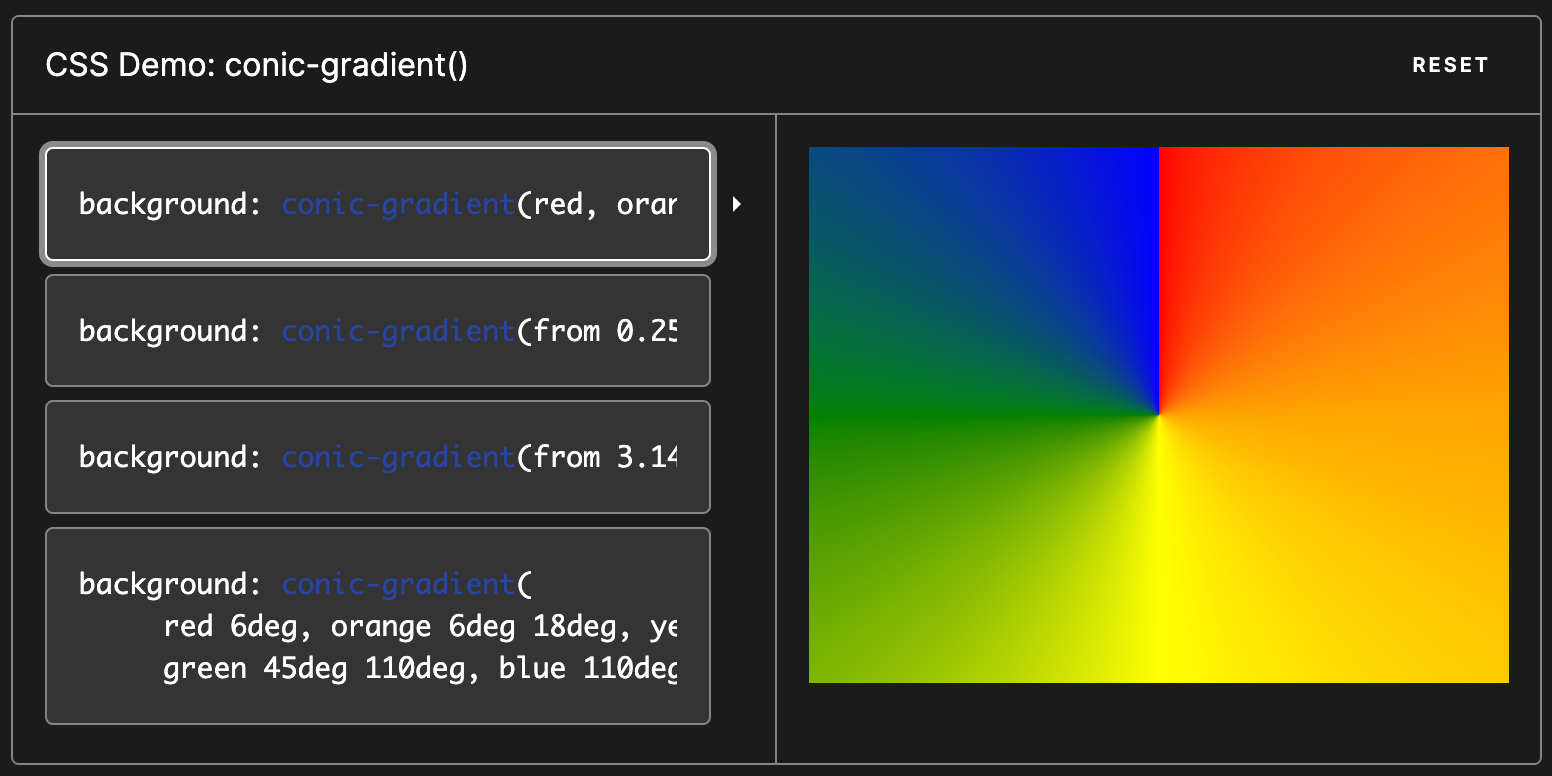 CSS Demo: conic-gradient()
RESET
background: conic-gradient(red, oran
background: conic-gradient(from 0.25
background: conic-gradient(from 3.14
background: conic-gradient(
red 6deg, orange 6deg 18deg, ye
green 45deg 110deg, blue 110deg